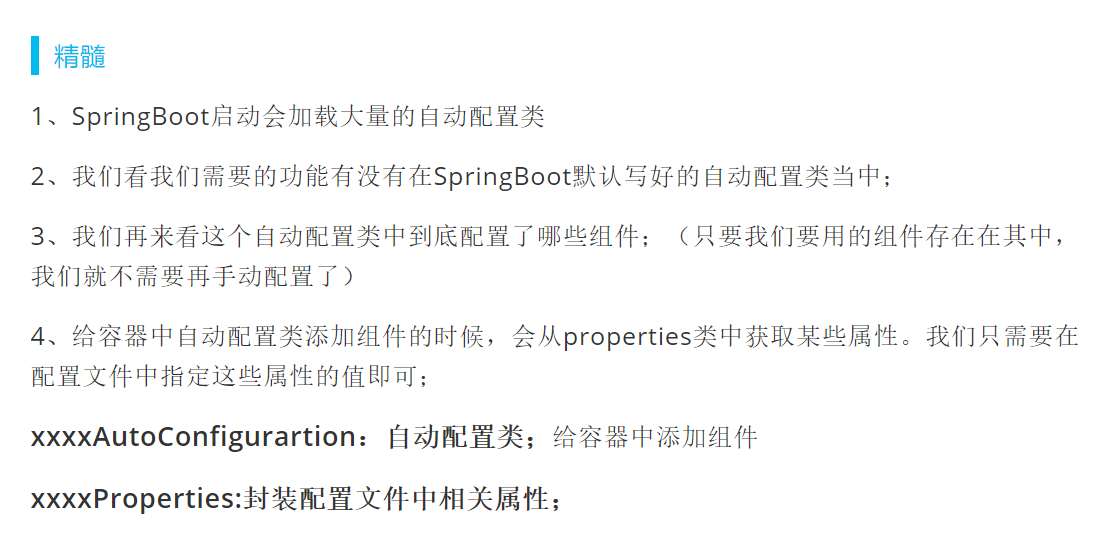 精髓
1、SpringBoot启动会加载大量的自动配置类
2、我们看我们需要的功能有没有在SpringBoot默认写好的自动配置类当中；
3、我们再来看这个自动配置类中到底配置了哪些组件；（只要我们要用的组件存在在其中，
我们就不需要再手动配置了）
4、给容器中自动配置类添加组件的时候，会从properties类中获取某些属性。我们只需要在
配置文件中指定这些属性的值即可；
xxxxAutoConfigurartion：自动配置类；给容器中添加组件
xxxxProperties:封装配置文件中相关属性；